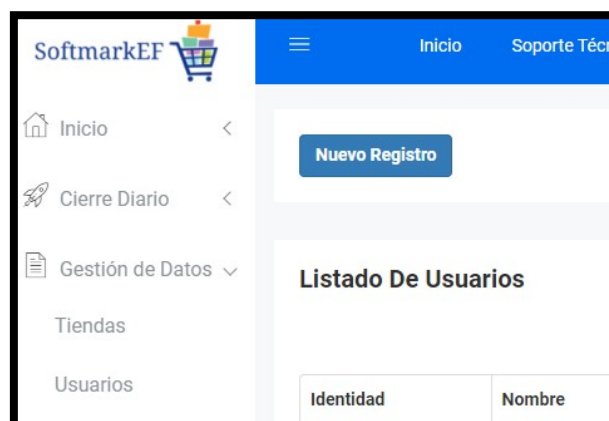 SoftmarkEF
Inicio
Soporte Técn
Inicio
Cierre Diario
Gestión de Datos
Tiendas
Usuarios
Nuevo Registro
Listado De Usuarios
Identidad
Nombre